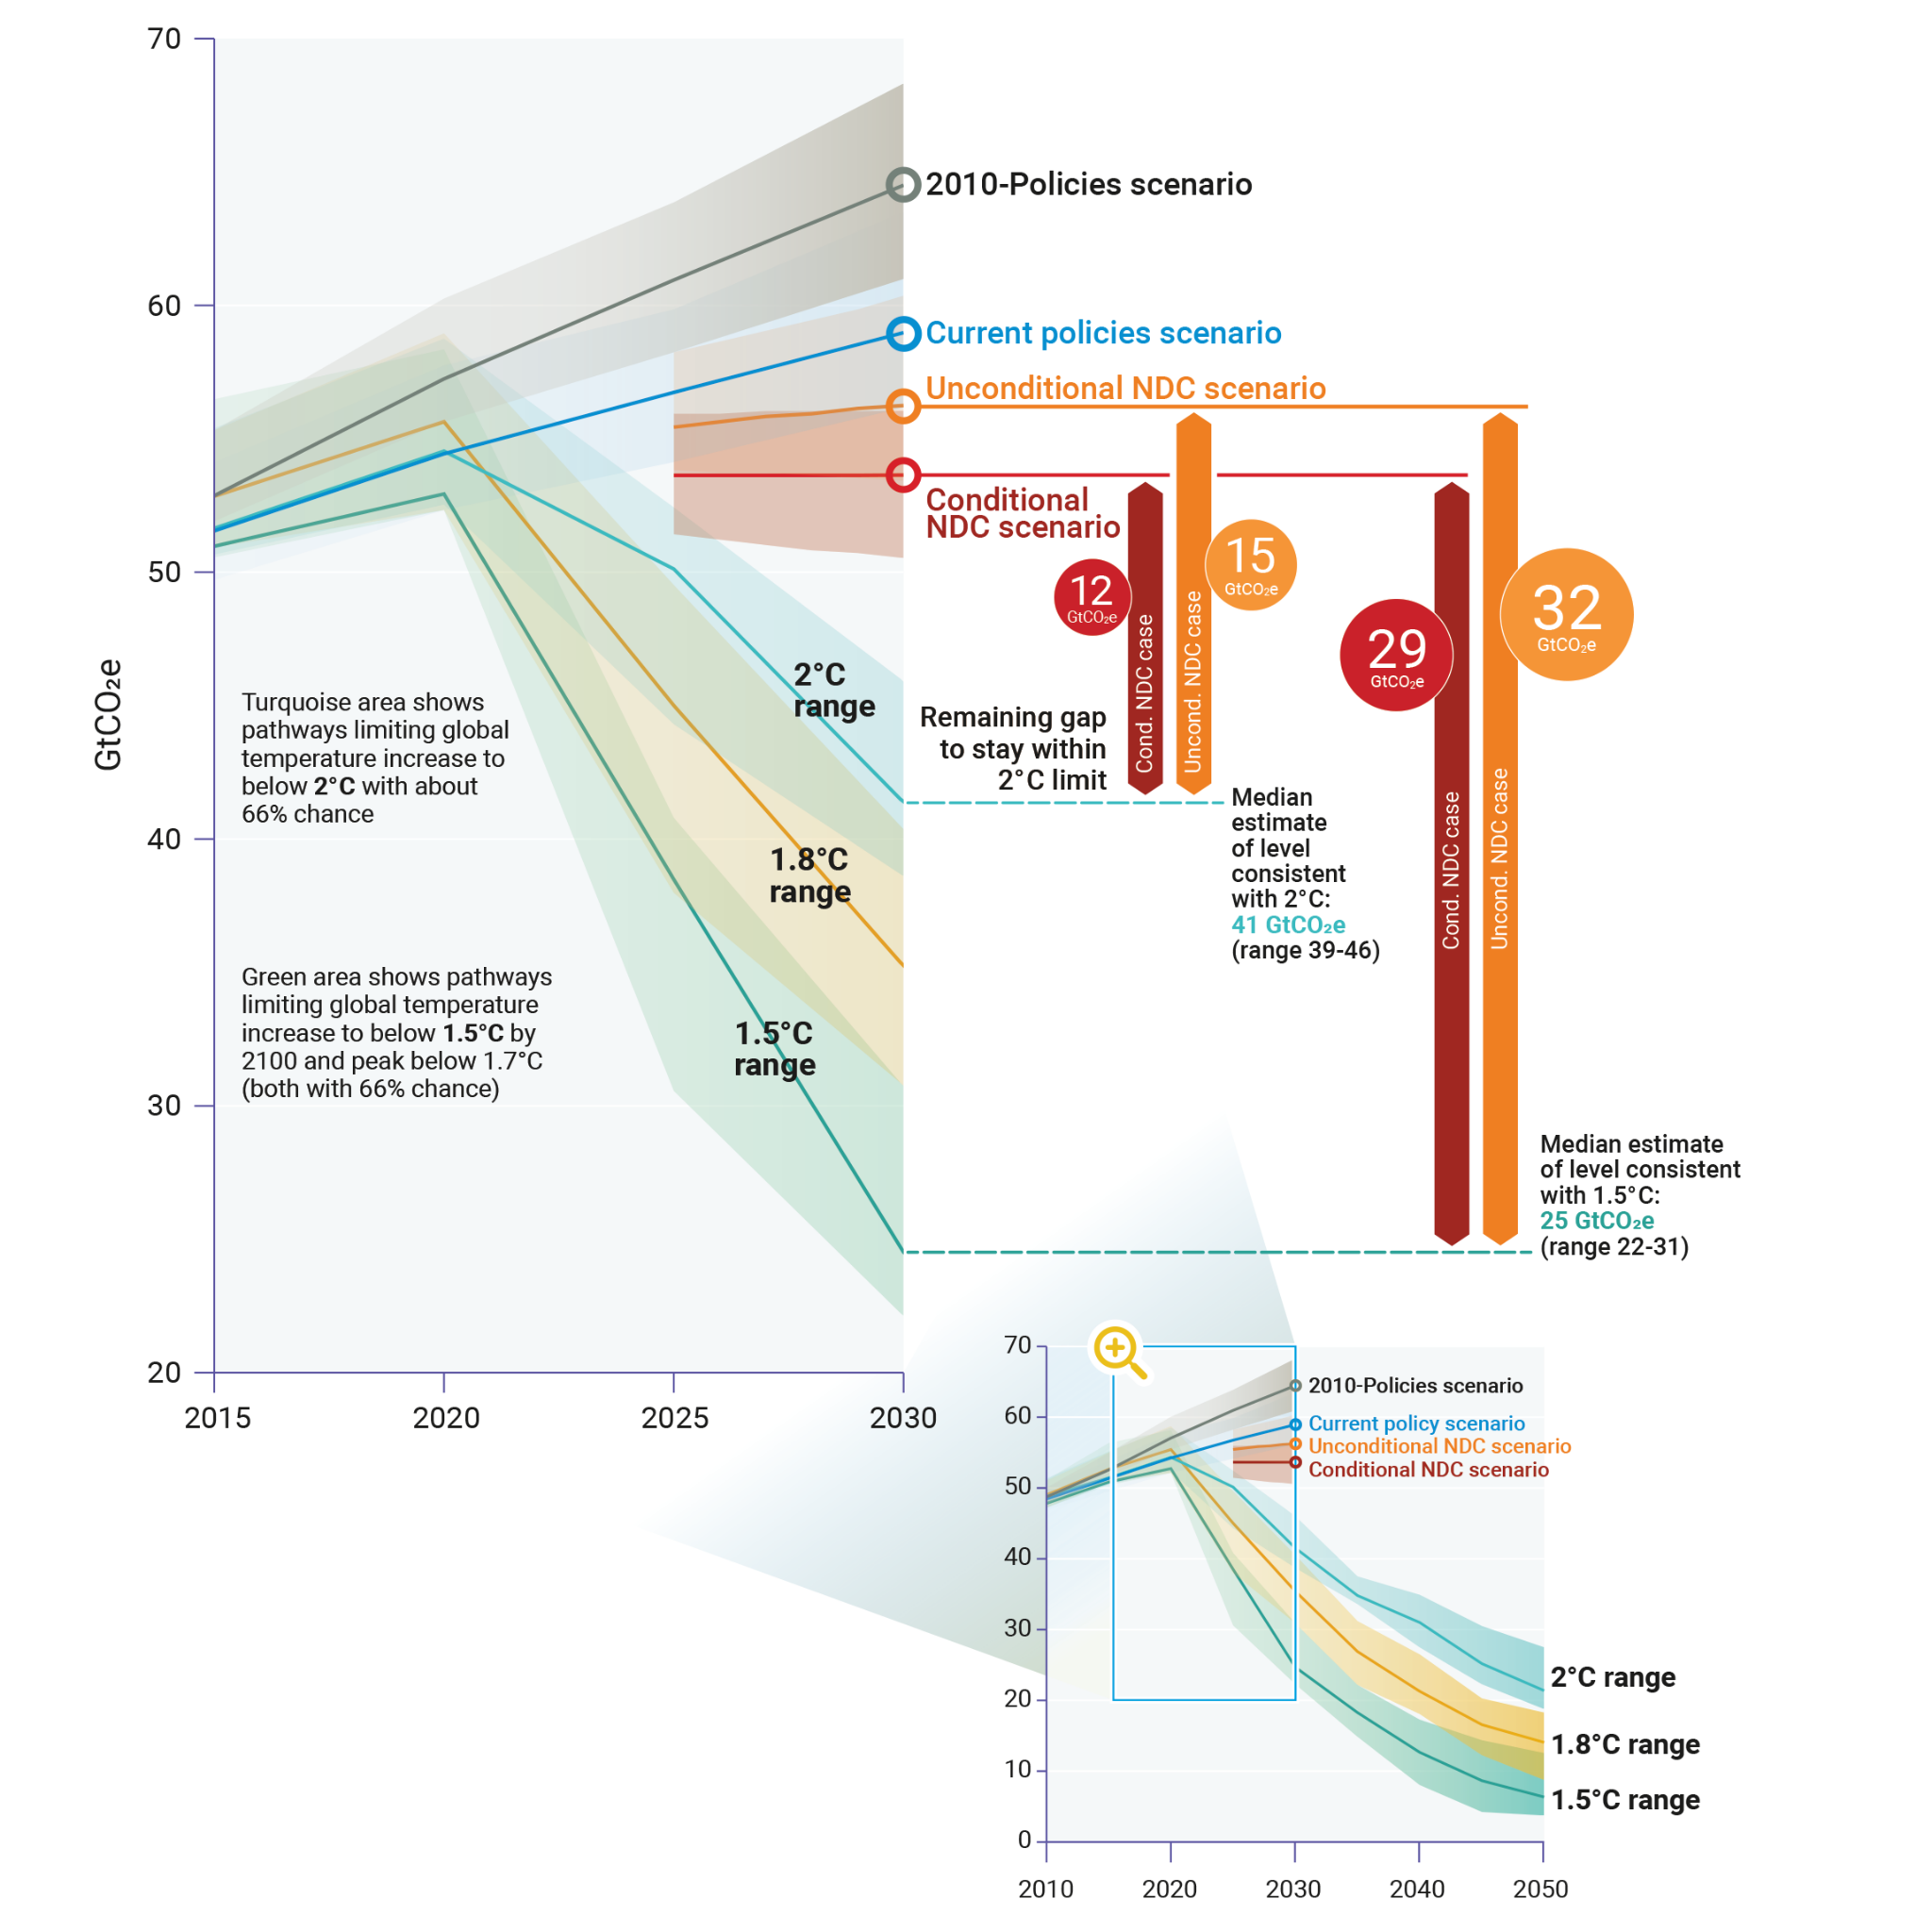 70
60
50
40
30
20
GtCO₂e
2015
2020
2025
2030
2010-Policies scenario
Current policies scenario
Unconditional NDC scenario
Conditional
NDC scenario
2°C
range
1.8°C
range
1.5°C
range
Turquoise area shows
pathways limiting global
temperature increase to
below 2°C with about
66% chance
Green area shows pathways
limiting global temperature
increase to below 1.5°C by
2100 and peak below 1.7°C
(both with 66% chance)
Remaining gap
to stay within
2°C limit
12
GtCO₂e
Cond. NDC case
Uncond. NDC case
15
GtCO₂e
29
GtCO₂e
Cond. NDC case
Uncond. NDC case
32
GtCO₂e
Median
estimate
of level
consistent
with 2°C:
41 GtCO₂e
(range 39-46)
Median estimate
of level consistent
with 1.5°C:
25 GtCO₂e
(range 22-31)
70
60
50
40
30
20
10
0
2010
2020
2030
2040
2050
2010-Policies scenario
Current policy scenario
Unconditional NDC scenario
Conditional NDC scenario
2°C range
1.8°C range
1.5°C range